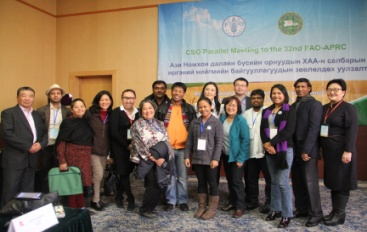 CSO Parallel Meeting to the 32nd FAO-APRC
Ази Номхон далайн бүсийн орнуудын ХАА-н салбарын
иргэний нийгмийн байгууллагуудын зөвлөлдөх уулзалт